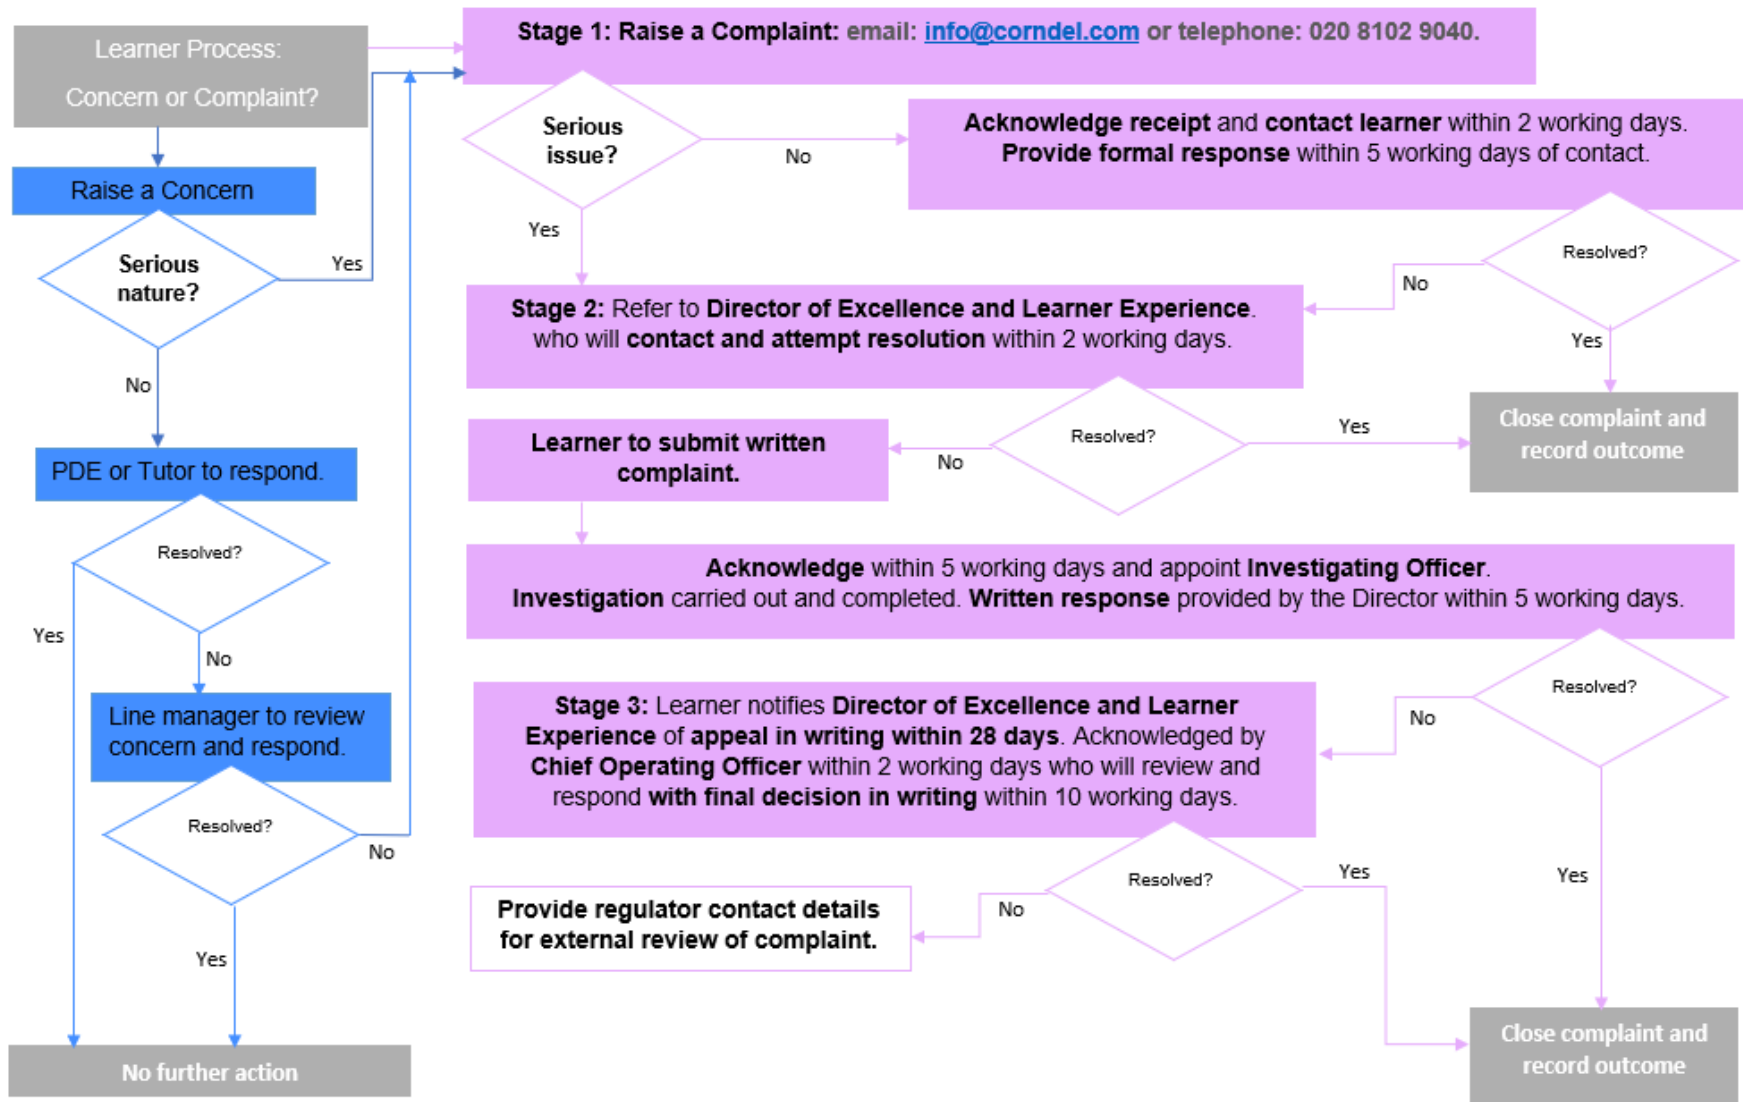 Learner Process:
Concern or Complaint?
Raise a Concern
Serious
nature?
Yes
No
PDE or Tutor to respond.
Resolved?
Yes
No
Line manager to review
concern and respond.
Resolved?
No
Yes
No further action
Stage 1: Raise a Complaint: email: info@corndel.com or telephone: 020 8102 9040.
Serious
issue?
No
Yes
Acknowledge receipt and contact learner within 2 working days.
Provide formal response within 5 working days of contact.
Resolved?
No
Yes
Stage 2: Refer to Director of Excellence and Learner Experience.
who will contact and attempt resolution within 2 working days.
Resolved?
Yes
No
Close complaint and
record outcome
Learner to submit written
complaint.
Acknowledge within 5 working days and appoint Investigating Officer.
Investigation carried out and completed. Written response provided by the Director within 5 working days.
Resolved?
No
Yes
Stage 3: Learner notifies Director of Excellence and Learner
Experience of appeal in writing within 28 days. Acknowledged by
Chief Operating Officer within 2 working days who will review and
respond with final decision in writing within 10 working days.
Resolved?
Yes
No
Provide regulator contact details
for external review of complaint.
Close complaint and
record outcome